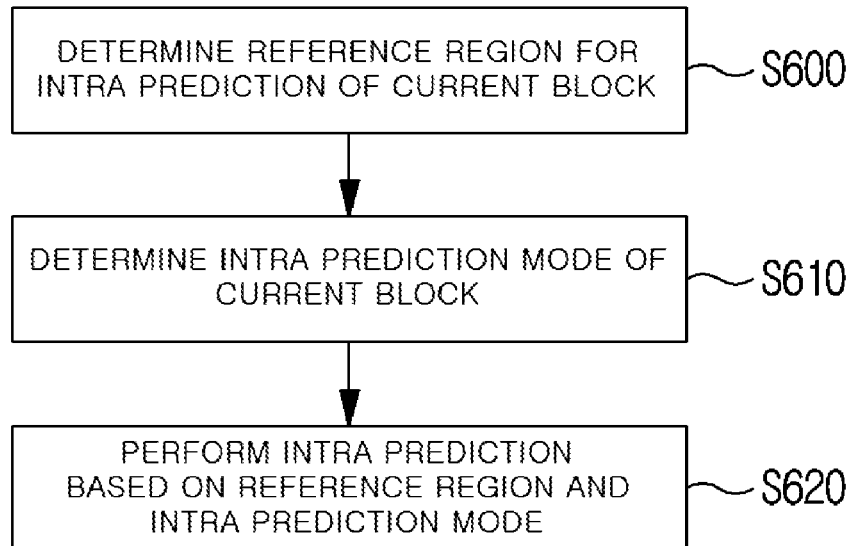 DETERMINE REFERENCE REGION FOR
INTRA PREDICTION OF CURRENT BLOCK
S600
DETERMINE INTRA PREDICTION MODE OF
CURRENT BLOCK
S610
PERFORM INTRA PREDICTION
BASED ON REFERENCE REGION AND
INTRA PREDICTION MODE
S620